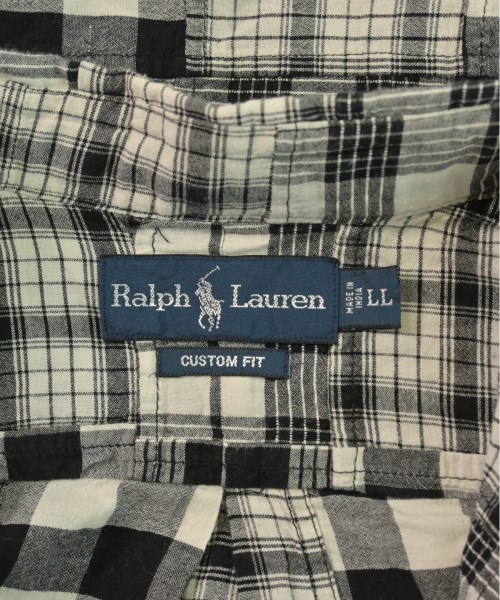 Ralph Lauren
MADE IN
INDIA
LL
CUSTOM FIT